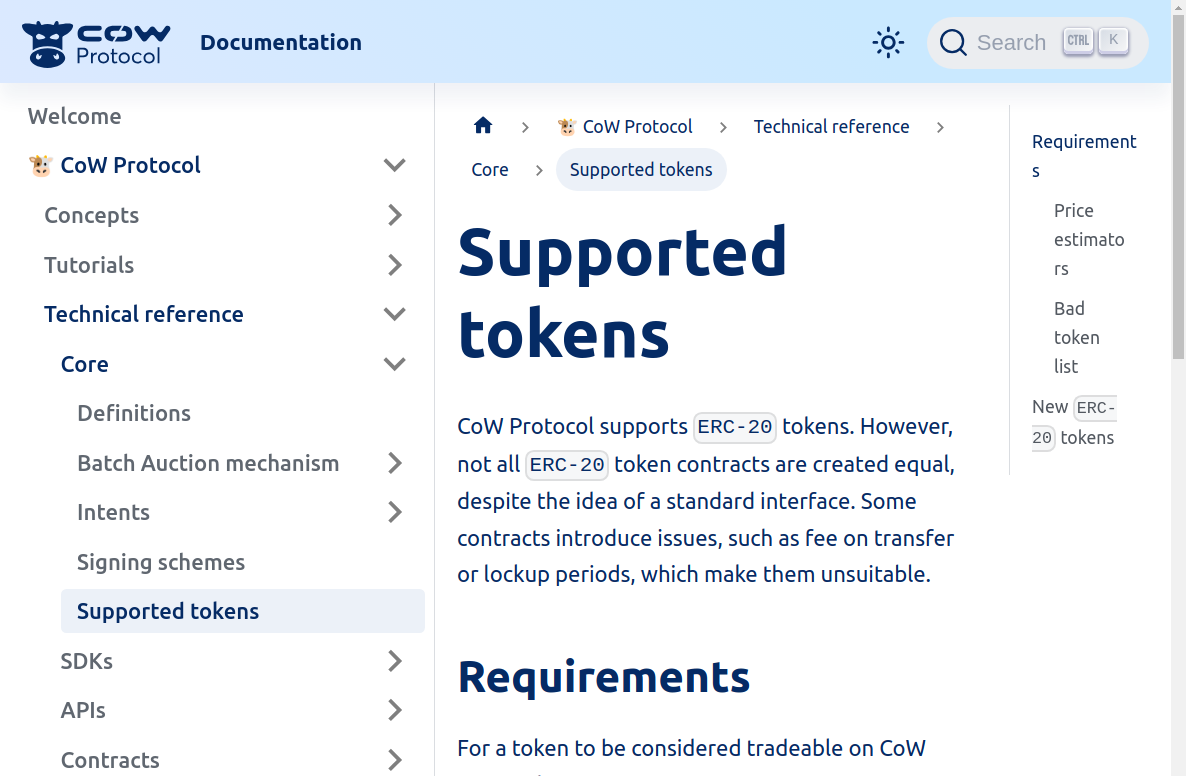 COW
Protocol
Documentation
Search
CTRL
K
Welcome
CoW Protocol
Concepts
Tutorials
Technical reference
Core
Definitions
Batch Auction mechanism
Intents
Signing schemes
Supported tokens
SDKs
APIs
Contracts
CoW Protocol
Technical reference
Core
Supported tokens
Supported
tokens
CoW Protocol supports ERC-20 tokens. However,
not all ERC-20 token contracts are created equal,
despite the idea of a standard interface. Some
contracts introduce issues, such as fee on transfer
or lockup periods, which make them unsuitable.
Requirements
For a token to be considered tradeable on CoW
Requirement
s
Price
estimato
rs
Bad
token
list
New ERC-
20 tokens